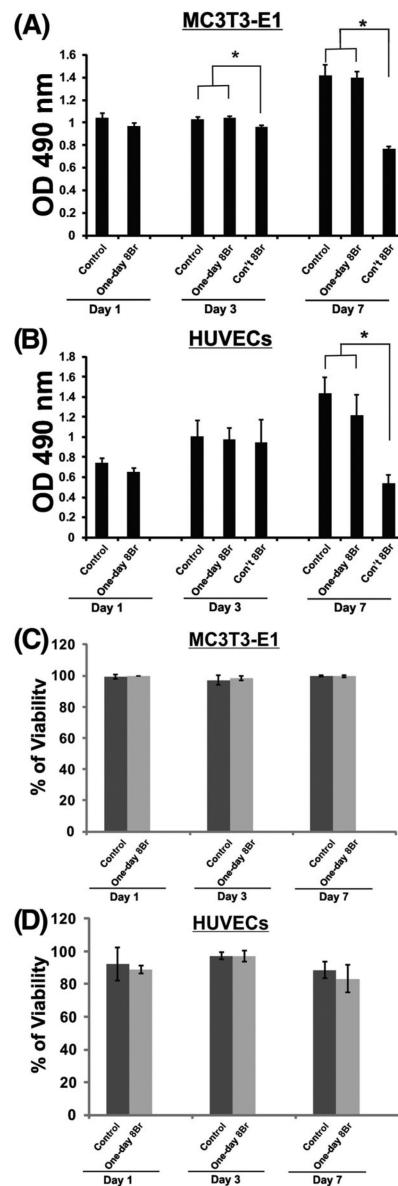 (A) MC3T3-E1
*
*
1.6
1.4
1.2
1
0.8
0.6
0.4
0.2
0
OD 490 nm
Control
One-day 8Br
Control
One-day 8Br
Con't 8Br
Control
One-day 8Br
Con't 8Br
Day 1
Day 3
Day 7
(B) HUVECs
*
1.8
1.6
1.4
1.2
1
0.8
0.6
0.4
0.2
0
OD 490 nm
Control
One-day 8Br
Control
One-day 8Br
Con't 8Br
Control
One-day 8Br
Con't 8Br
Day 1
Day 3
Day 7
(C) MC3T3-E1
120
100
80
60
40
20
0
% of Viability
Control
One-day 8Br
Control
One-day 8Br
Control
One-day 8Br
Day 1
Day 3
Day 7
(D) HUVECs
120
100
80
60
40
20
0
% of Viability
Control
One-day 8Br
Control
One-day 8Br
Control
One-day 8Br
Day 1
Day 3
Day 7